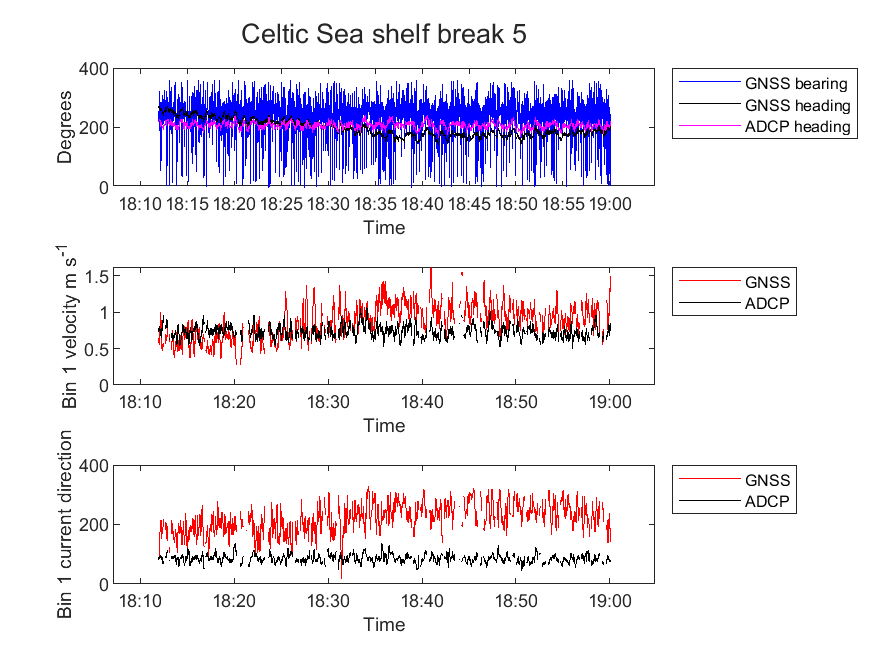 Celtic Sea shelf break 5
400
200
0
Degrees
18:10 18:15 18:20 18:25 18:30 18:35 18:40 18:45 18:50 18:55 19:00
Time
GNSS bearing
GNSS heading
ADCP heading
1.5
1
0.5
0
Bin 1 velocity m s-1
18:10 18:20 18:30 18:40 18:50 19:00
Time
GNSS
ADCP
400
200
0
Bin 1 current direction
18:10 18:20 18:30 18:40 18:50 19:00
Time
GNSS
ADCP